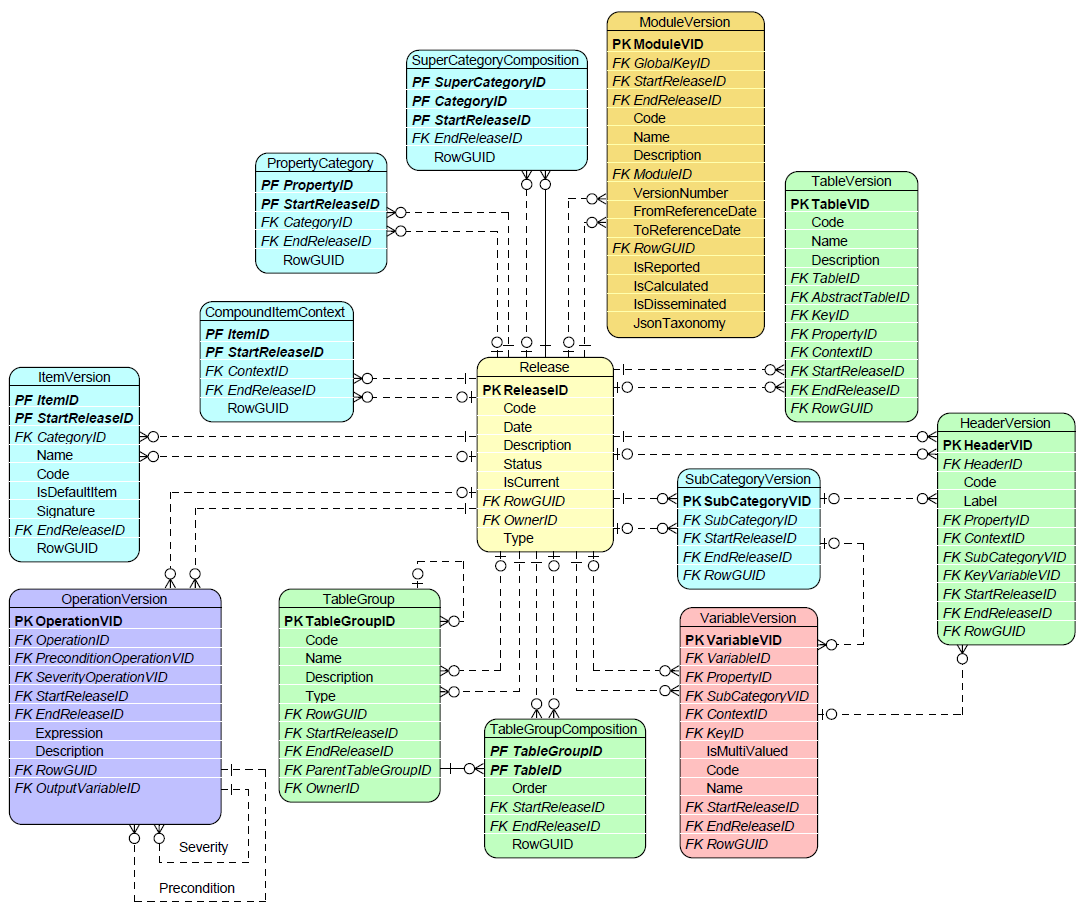 ModuleVersion
PK ModuleVID
FK GlobalKeyID
FK StartReleaseID
FK EndReleaseID
Code
Name
Description
FK ModuleID
VersionNumber
FromReferenceDate
ToReferenceDate
FK RowGUID
IsReported
IsCalculated
IsDisseminated
JsonTaxonomy
SuperCategoryComposition
PF SuperCategoryID
PF CategoryID
PF StartReleaseID
FK EndReleaseID
RowGUID
PropertyCategory
PF PropertyID
PF StartReleaseID
FK CategoryID
FK EndReleaseID
RowGUID
TableVersion
PK TableVID
Code
Name
Description
FK TableID
FK AbstractTableID
FK KeyID
FK PropertyID
FK ContextID
FK StartReleaseID
FK EndReleaseID
FK RowGUID
CompoundItemContext
PF ItemID
PF StartReleaseID
FK ContextID
FK EndReleaseID
RowGUID
Release
PK ReleaseID
Code
Date
Description
Status
IsCurrent
FK RowGUID
FK OwnerID
Type
ItemVersion
PF ItemID
PF StartReleaseID
FK CategoryID
Name
Code
IsDefaultItem
Signature
FK EndReleaseID
RowGUID
HeaderVersion
PK HeaderVID
FK HeaderID
Code
Label
FK PropertyID
FK ContextID
FK SubCategoryVID
FK KeyVariableVID
FK StartReleaseID
FK EndReleaseID
FK RowGUID
SubCategoryVersion
PK SubCategoryVID
FK SubCategoryID
FK StartReleaseID
FK EndReleaseID
FK RowGUID
OperationVersion
PK OperationVID
FK OperationID
FK PreconditionOperationVID
FK SeverityOperationVID
FK StartReleaseID
FK EndReleaseID
Expression
Description
FK RowGUID
FK OutputVariableID
Severity
Precondition
TableGroup
PK TableGroupID
Code
Name
Description
Type
FK RowGUID
FK StartReleaseID
FK EndReleaseID
FK ParentTableGroupID
FK OwnerID
VariableVersion
PK VariableVID
FK VariableID
FK PropertyID
FK SubCategoryVID
FK ContextID
FK KeyID
IsMultiValued
Code
Name
FK StartReleaseID
FK EndReleaseID
FK RowGUID
TableGroupComposition
PF TableGroupID
PF TableID
Order
FK StartReleaseID
FK EndReleaseID
RowGUID